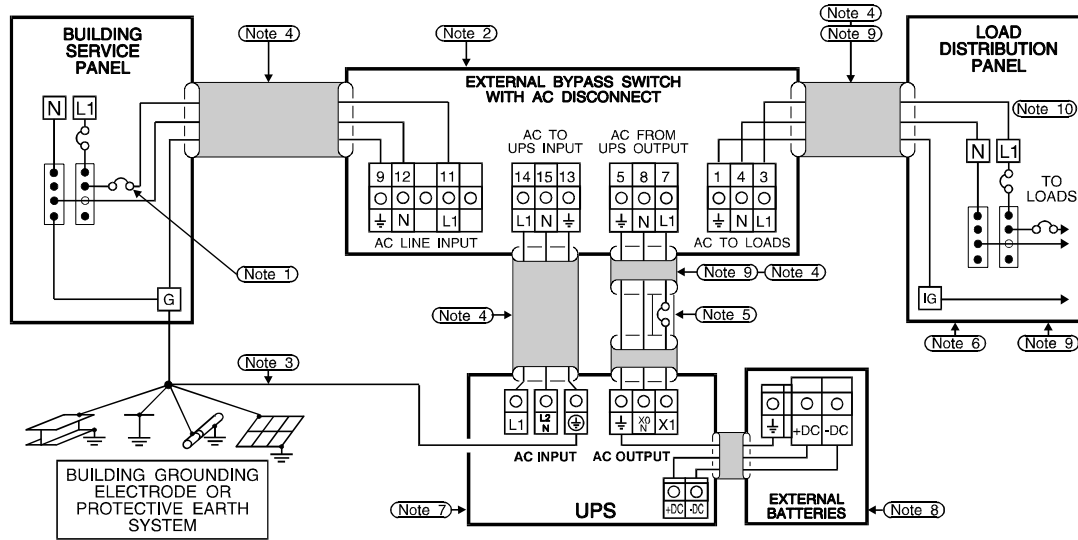 BUILDING
SERVICE
PANEL
N L1
G
Note 4
Note 2
Note 4
Note 9
EXTERNAL BYPASS SWITCH
WITH AC DISCONNECT
AC TO
UPS INPUT
AC FROM
UPS OUTPUT
9 12 11
N L1
AC LINE INPUT
14 15 13
L1 N
5 8 7
N L1
1 4 3
N L1
AC TO LOADS
LOAD
DISTRIBUTION
PANEL
Note 10
N L1
TO
LOADS
IG
Note 6
Note 9
Note 1
Note 9
Note 4
Note 4
Note 5
Note 3
BUILDING GROUNDING
ELECTRODE OR
PROTECTIVE EARTH
SYSTEM
L1
L2
N
X0
N
X1
AC INPUT
AC OUTPUT
+DC -DC
UPS
Note 7
+DC -DC
EXTERNAL
BATTERIES
Note 8